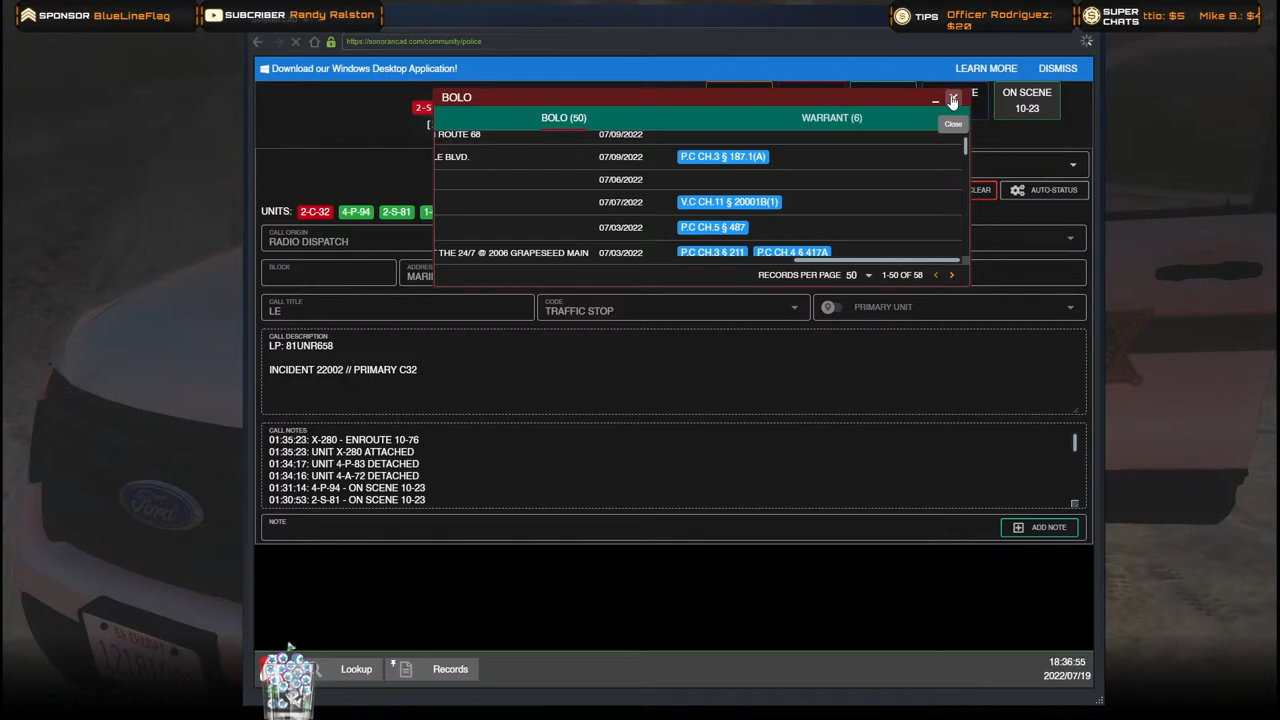 SPONSOR BlueLineFlag
SUBCRIBER Randy Ralston
TIPS Officer Rodriguez: $20
SUPER CHATS ttio: $5 Mike B.: $4
https://sonorancad.com/community/police
Download our Windows Desktop Application!
LEARN MORE DISMISS
ON SCENE
10-23
2-S
BOLO
Close
BOLO (50) WARRANT (6)
ROUTE 68 07/09/2022
LE BLVD. 07/09/2022 P.C CH.3 § 187.1(A)
07/06/2022
07/07/2022 V.C CH.11 § 20001B(1)
07/03/2022 P.C CH.5 § 487
THE 24/7 @ 2006 GRAPESEED MAIN 07/03/2022 P.C CH.3 § 211 P.C CH.4 § 417A
RECORDS PER PAGE 50 1-50 OF 58
CLEAR AUTO-STATUS
UNITS: 2-C-32 4-P-94 2-S-81 1-
CALL ORIGIN
RADIO DISPATCH
BLOCK
ADDRE
MARI
CALL TITLE
LE
CODE
TRAFFIC STOP
PRIMARY UNIT
CALL DESCRIPTION
LP: 81UNR658
INCIDENT 22002 // PRIMARY C32
CALL NOTES
01:35:23: X-280 - ENROUTE 10-76
01:35:23: UNIT X-280 ATTACHED
01:34:17: UNIT 4-P-83 DETACHED
01:34:16: UNIT 4-A-72 DETACHED
01:31:14: 4-P-94 - ON SCENE 10-23
01:30:53: 2-S-81 - ON SCENE 10-23
NOTE
ADD NOTE
Lookup Records
18:36:55
2022/07/19
Ford